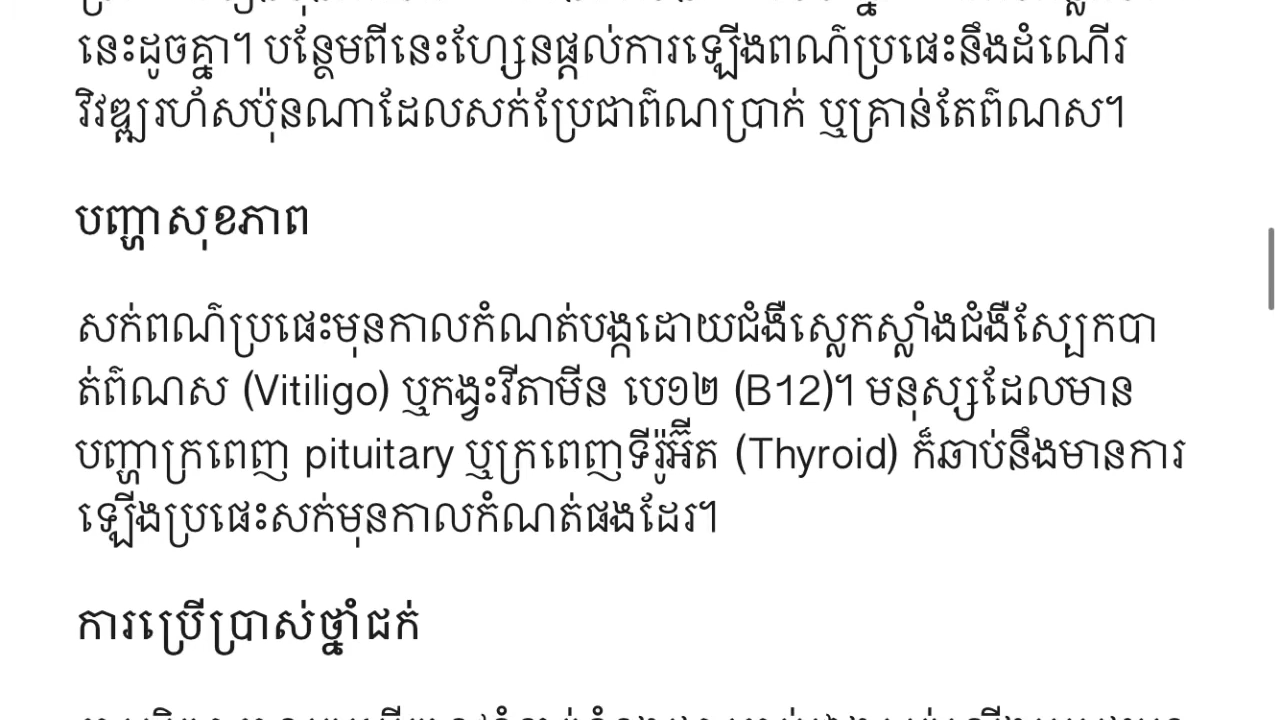 នេះដូចគ្នា។ បន្ថែមពីនេះហ្សែនផ្តល់ការឡើងពណ៌ប្រផេះនឹងដំណើរ
វិវឌ្ឍរហ័សប៉ុនណាដែលសក់ប្រែជាព៌ណប្រាក់ ឬគ្រាន់តែព៌ណស។
បញ្ហាសុខភាព
សក់ពណ៌ប្រផេះមុនកាលកំណត់បង្កដោយជំងឺស្លេកស្លាំងជំងឺស្បែកបា
ត់ព៌ណស (Vitiligo) ឬកង្វះវីតាមីន បេ១២ (B12)។ មនុស្សដែលមាន
បញ្ហាក្រពេញ pituitary ឬក្រពេញទីរ៉ូអ៊ីត (Thyroid) ក៏ឆាប់នឹងមានការ
ឡើងប្រផេះសក់មុនកាលកំណត់ផងដែរ។
ការប្រើប្រាស់ថ្នាំជក់